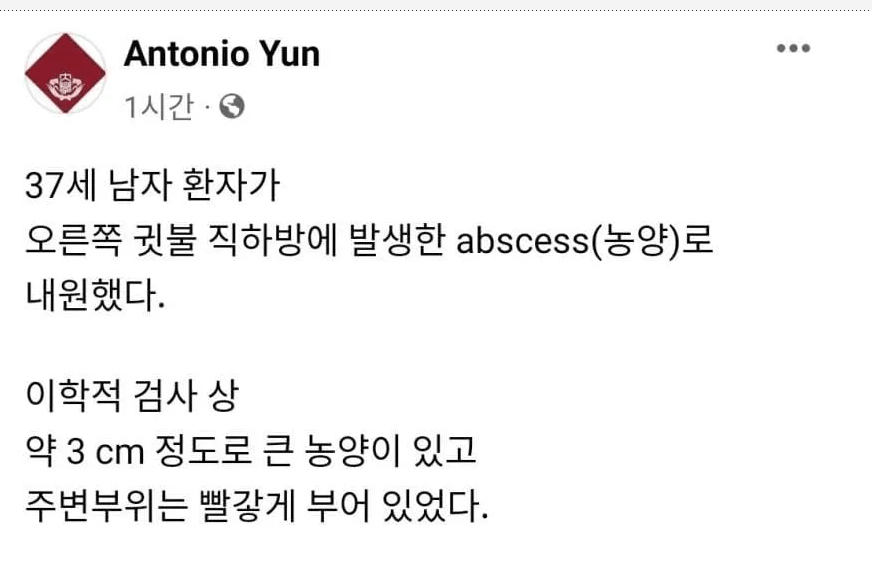 Antonio Yun
1시간 ·
37세 남자 환자가
오른쪽 귓불 직하방에 발생한 abscess(농양)로
내원했다.
이학적 검사 상
약 3 cm 정도로 큰 농양이 있고
주변부위는 빨갛게 부어 있었다.